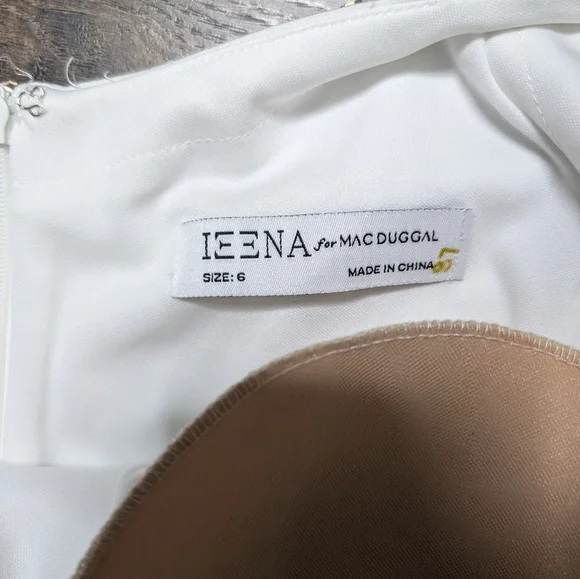 IEENA for MAC DUGGAL
SIZE: 6 MADE IN CHINA